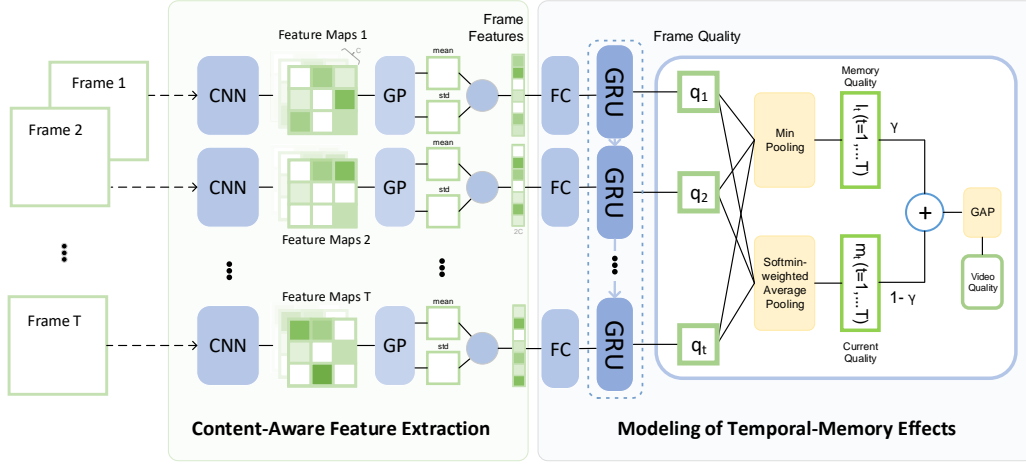 Frame 1
Frame 2
Frame T
CNN
Feature Maps 1
C
GP
mean
std
Frame
Features
FC
GRU
CNN
GP
mean
std
Feature Maps 2
2C
FC
GRU
CNN
Feature Maps T
GP
mean
std
FC
GRU
Content-Aware Feature Extraction
Frame Quality
q1
q2
qt
Min
Pooling
Softmin-
weighted
Average
Pooling
Memory
Quality
lt (t=1,...T)
γ
mt (t=1,...T)
1- γ
Current
Quality
+
GAP
Video
Quality
Modeling of Temporal-Memory Effects